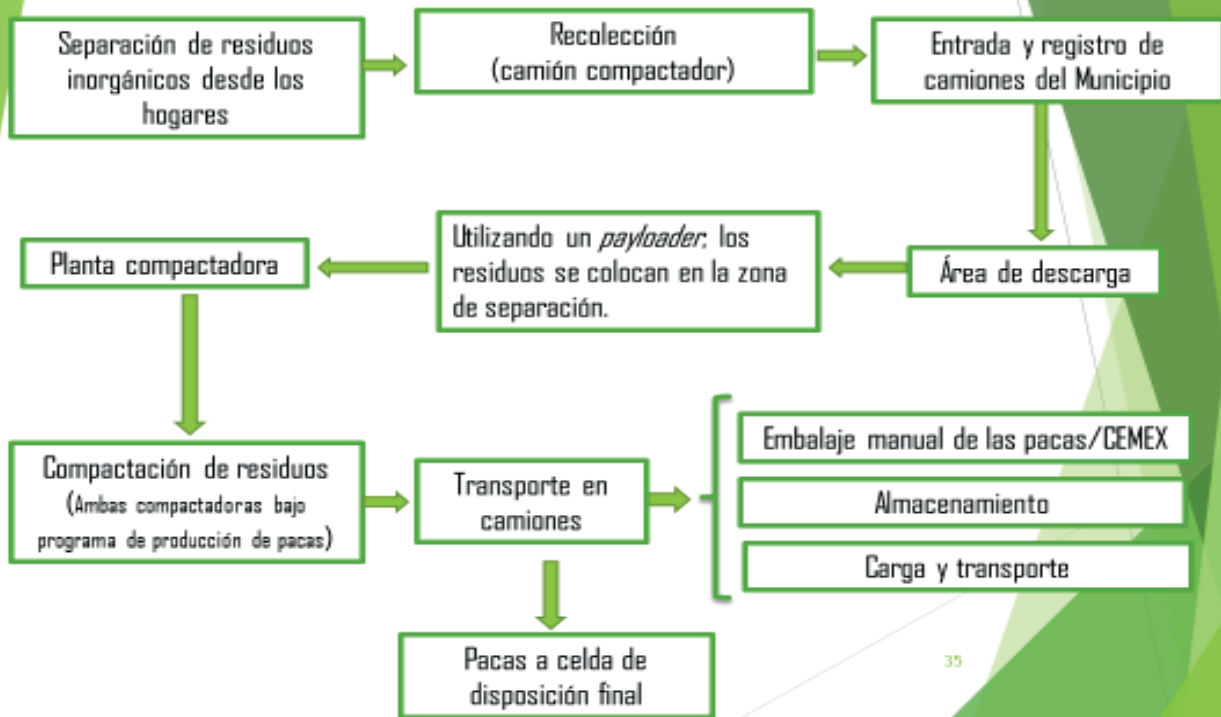 Separación de residuos
inorgánicos desde los
hogares
Recolección
(camión compactador)
Entrada y registro de
camiones del Municipio
Área de descarga
Utilizando un payloader, los
residuos se colocan en la zona
de separación.
Planta compactadora
Compactación de residuos
(Ambas compactadoras bajo
programa de producción de pacas)
Transporte en
camiones
Embalaje manual de las pacas/CEMEX
Almacenamiento
Carga y transporte
Pacas a celda de
disposición final
35